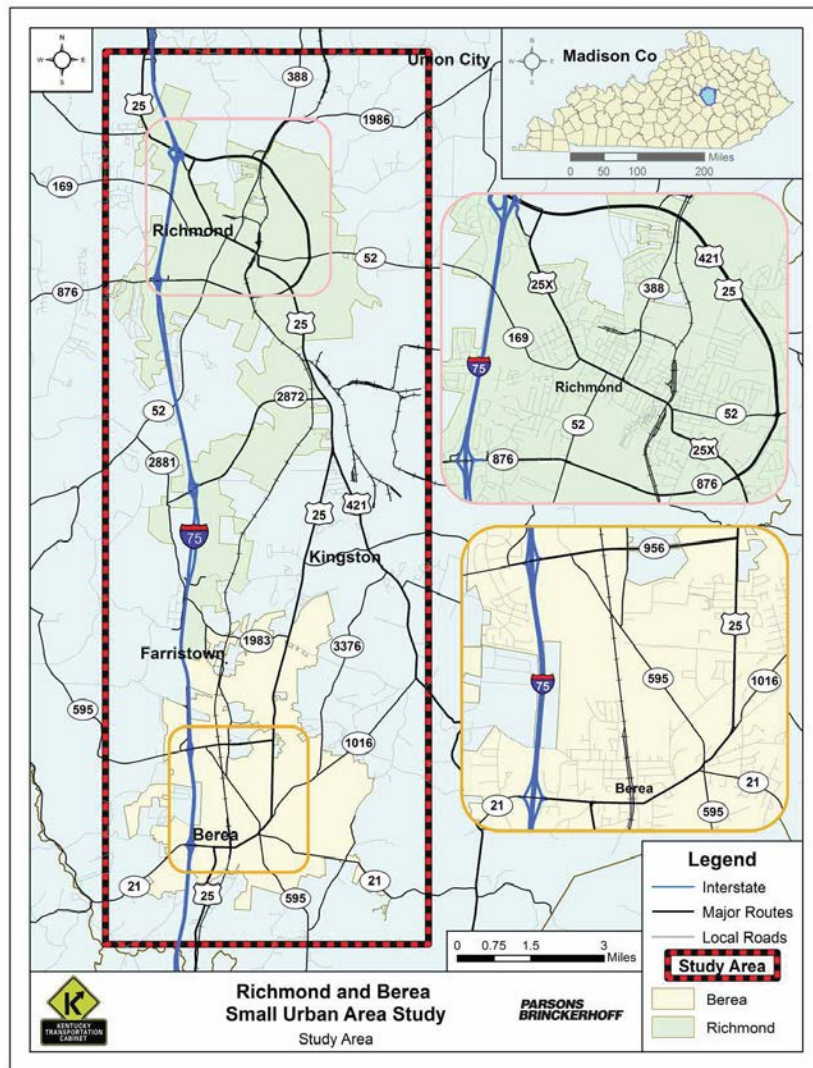 N
W E
S
25
388
Union City
1986
169
Richmond
52
876
25
52
2872
2881
25
421
75
Kingston
1983
3376
Farristown
595
1016
Berea
21
25
595
21
N
W E
S
Madison Co
Miles
0 50 100 200
421
25X
388
25
169
75
Richmond
52
52
25X
876
876
956
25
595
1016
75
Berea
21
21
595
0 0.75 1.5 3
Miles
Legend
Interstate
Major Routes
Local Roads
Study Area
Berea
Richmond
KENTUCKY
TRANSPORTATION
CABINET
Richmond and Berea
Small Urban Area Study
Study Area
PARSONS
BRINCKERHOFF